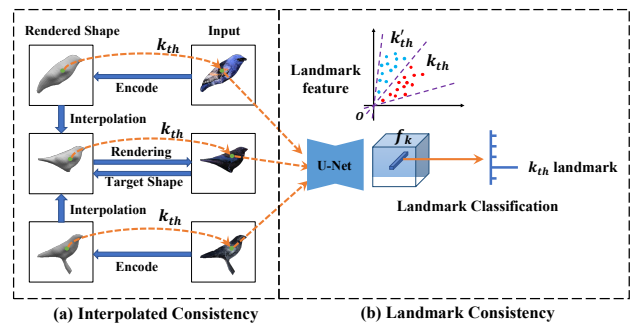 Rendered Shape
Input
k_th
Encode
Interpolation
k_th
Rendering
Target Shape
Interpolation
k_th
Encode
(a) Interpolated Consistency
Landmark
feature
k'_th
k_th
O
U-Net
f_k
k_th landmark
Landmark Classification
(b) Landmark Consistency